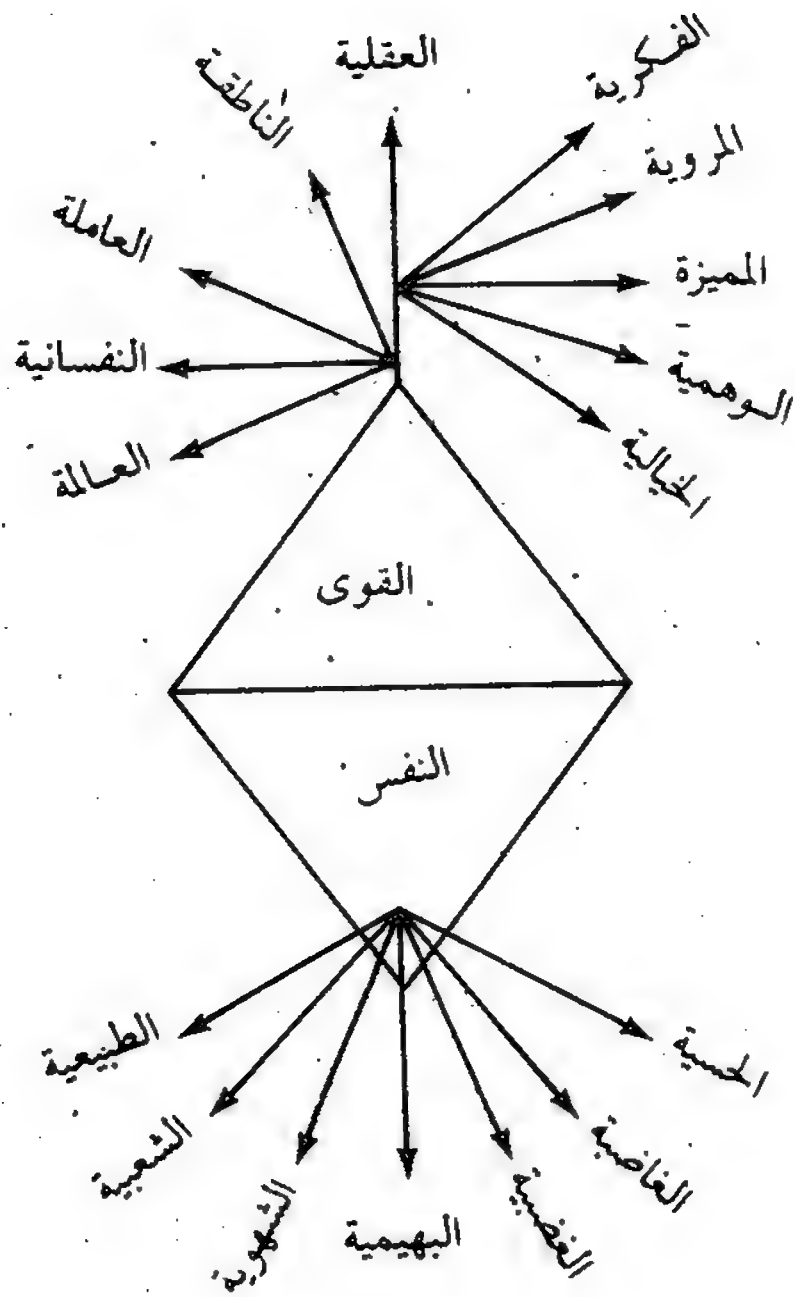 الفكرية
العقلية
الناطقة
المروية
العاملة
المميزة
النفسانية
الوهمية
العالمة
الخيالية
القوى
النفس
الحسية
الطبيعية
الغاضبة
الشعبية
الغضبية
البهيمية
الشهوية